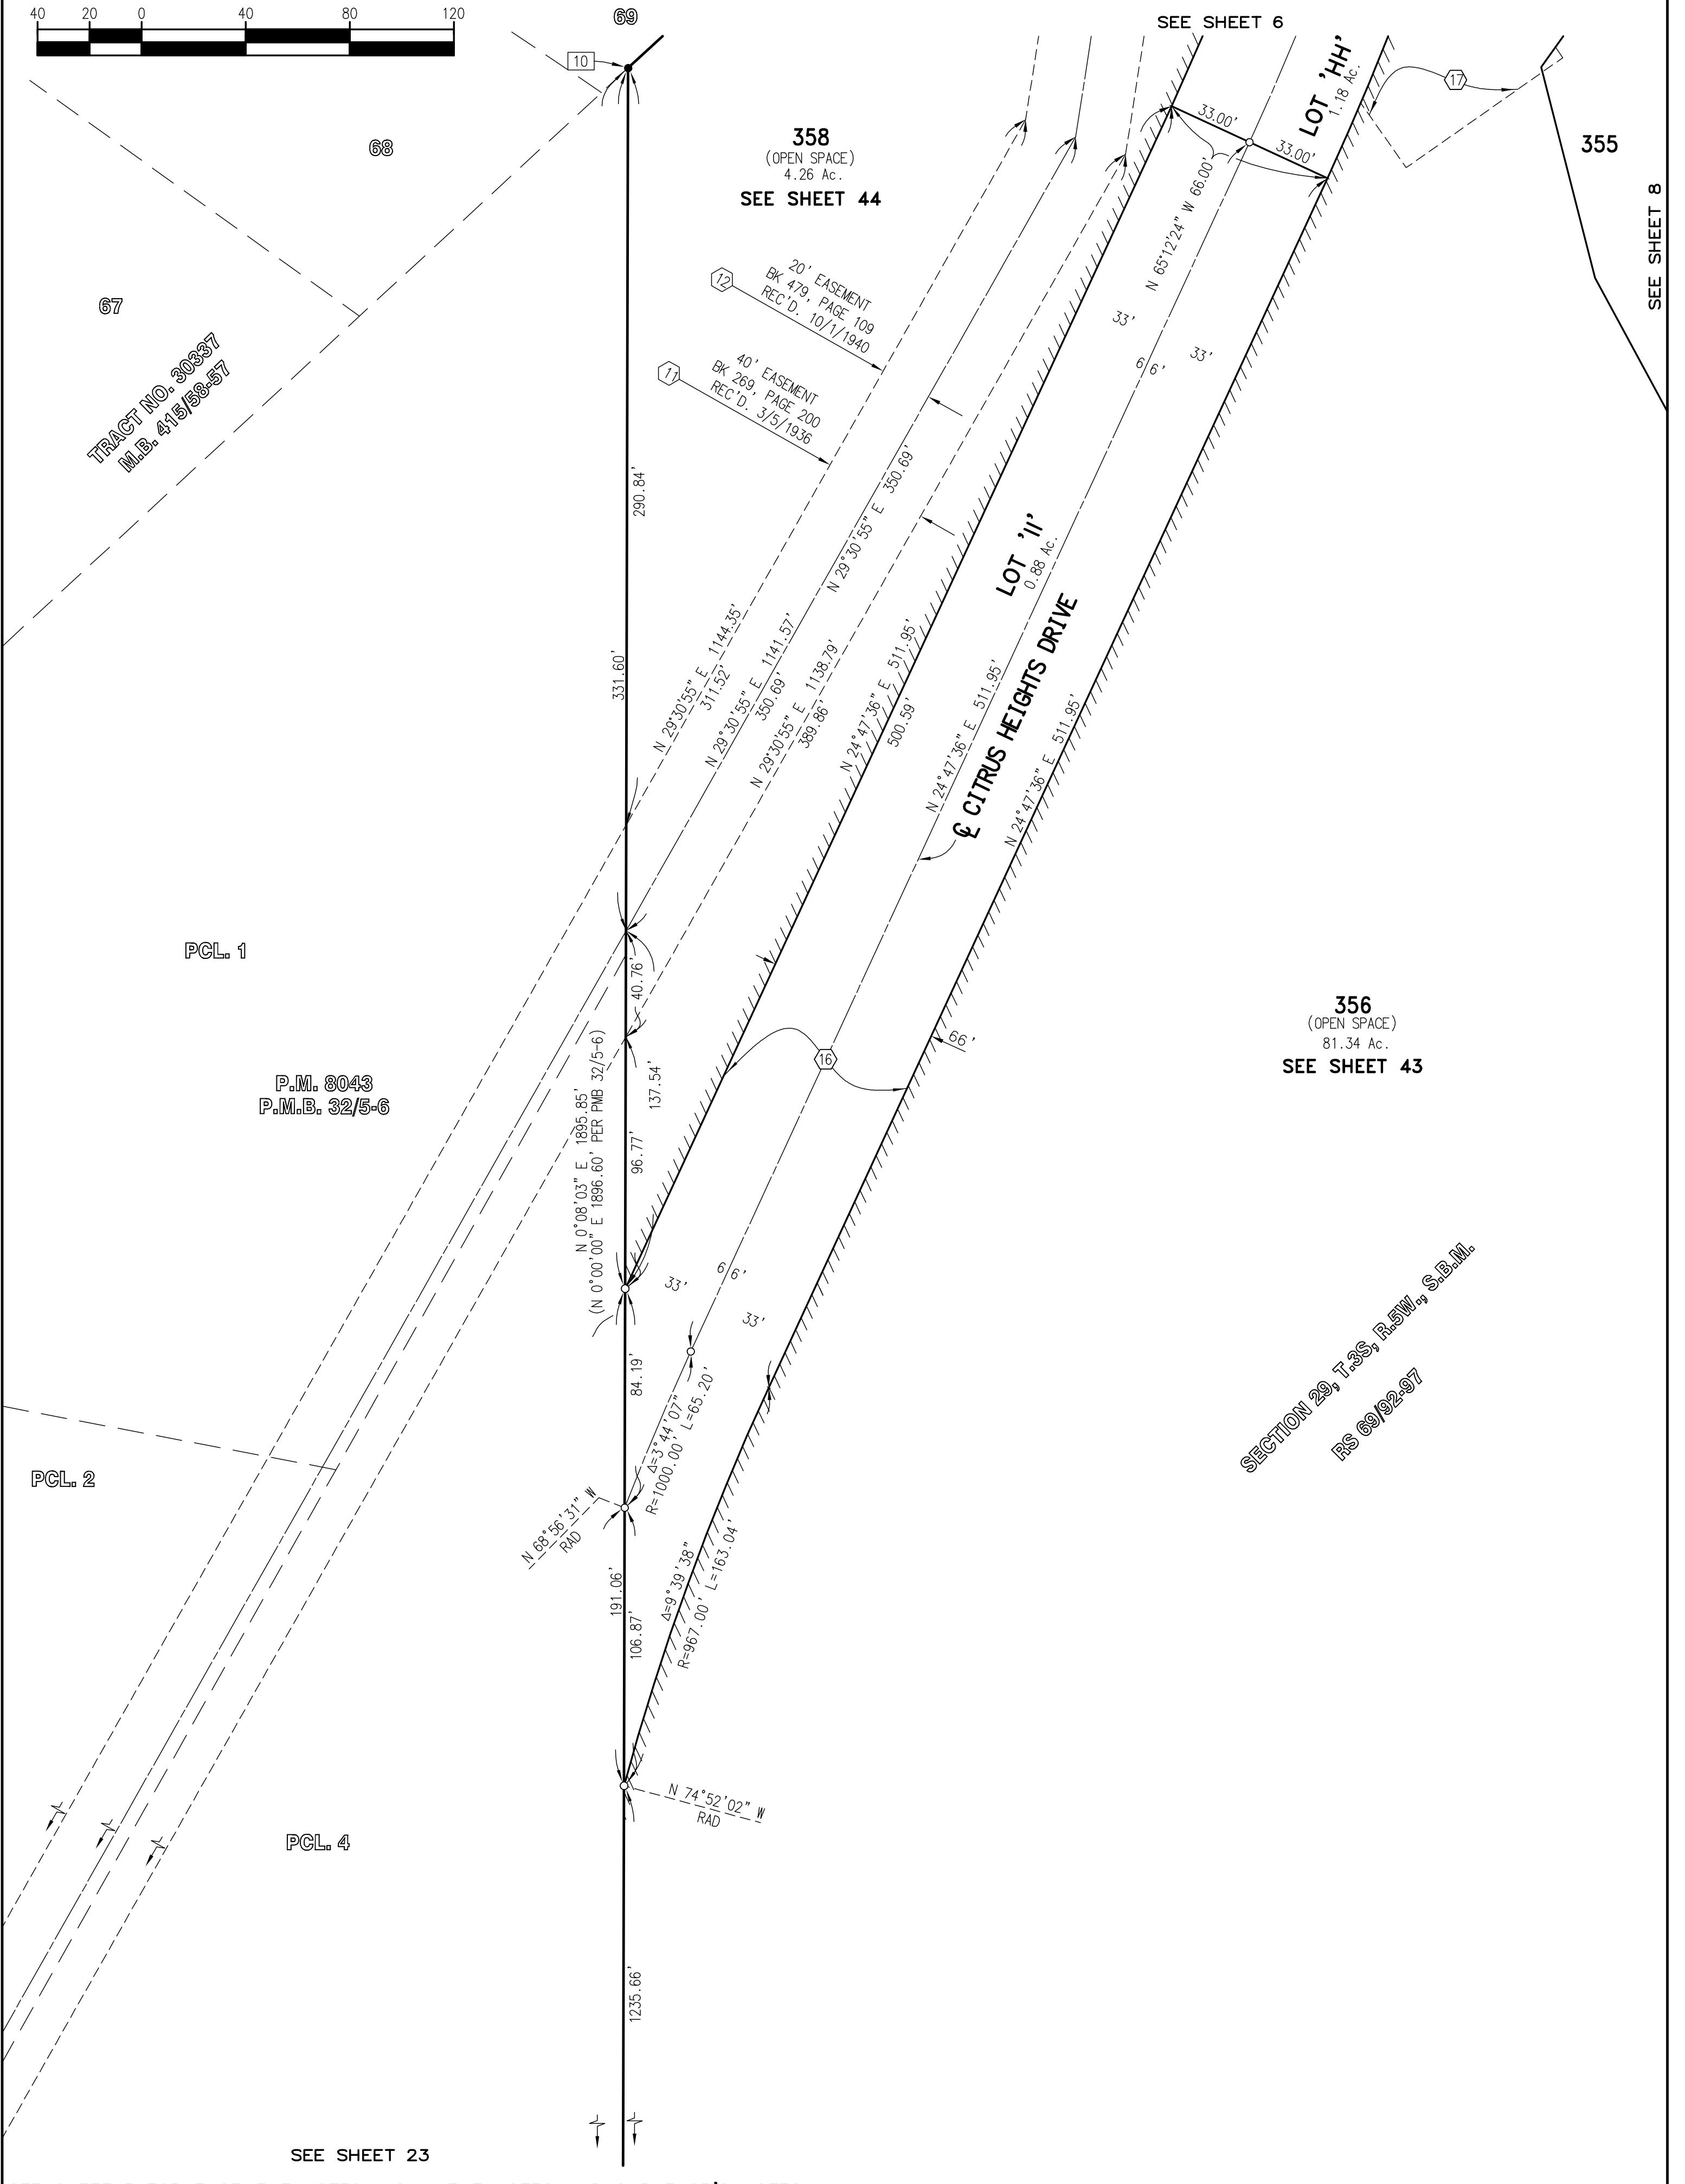 40 20 0 40 80 120
69
SEE SHEET 6
10
17
LOT 'HH'
1.18 Ac.
33.00'
33.00'
N 65°12'24" W 66.00'
68
358
(OPEN SPACE)
4.26 Ac.
SEE SHEET 44
355
SEE SHEET 8
67
TRACT NO. 30337
M.B. 415/58-57
12
20' EASEMENT
BK 479, PAGE 109
REC'D. 10/1/1940
11
40' EASEMENT
BK 269, PAGE 200
REC'D. 3/5/1936
33'
66'
33'
290.84'
331.60'
N 29°30'55" E 350.69'
N 29°30'55" E 1144.35'
311.52'
N 29°30'55" E 1141.57'
350.69'
N 29°30'55" E 1138.79'
389.86'
N 24°47'36" E 511.95'
500.59'
LOT 'II'
0.88 Ac.
N 24°47'36" E 511.95'
℄ CITRUS HEIGHTS DRIVE
N 24°47'36" E 511.95'
PCL. 1
40.76'
P.M. 8043
P.M.B. 32/5-6
N 0°08'03" E 1895.85'
(N 0°00'00" E 1896.60' PER PMB 32/5-6)
137.54'
96.77'
16
66'
356
(OPEN SPACE)
81.34 Ac.
SEE SHEET 43
33'
66'
33'
84.19'
Δ=3°44'07"
R=1000.00' L=65.20'
SECTION 29, T.3S, R.5W., S.B.M.
RS 69/92-97
PCL. 2
N 68°56'31" W
RAD
191.06'
106.87'
Δ=9°39'38"
R=967.00' L=163.04'
N 74°52'02" W
RAD
PCL. 4
1235.66'
SEE SHEET 23